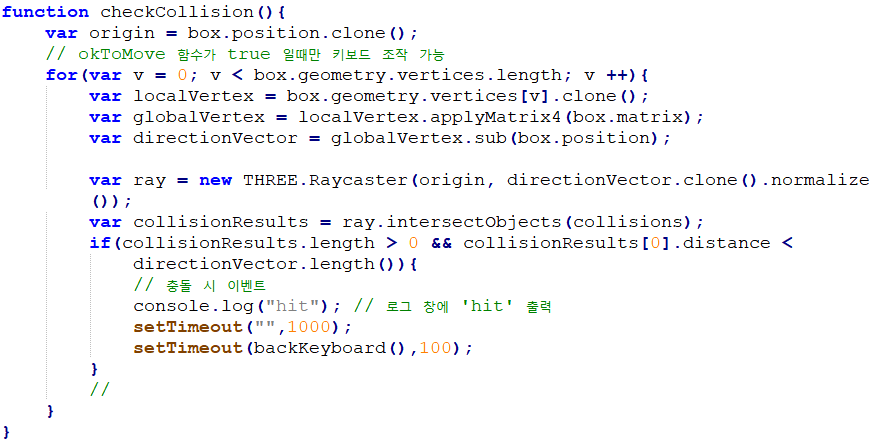 function checkCollision(){
var origin = box.position.clone();
// okToMove 함수가 true 일때만 키보드 조작 가능
for(var v = 0; v < box.geometry.vertices.length; v ++){
var localVertex = box.geometry.vertices[v].clone();
var globalVertex = localVertex.applyMatrix4(box.matrix);
var directionVector = globalVertex.sub(box.position);
var ray = new THREE.Raycaster(origin, directionVector.clone().normalize
());
var collisionResults = ray.intersectObjects(collisions);
if(collisionResults.length > 0 && collisionResults[0].distance <
directionVector.length()){
// 충돌 시 이벤트
console.log("hit"); // 로그 창에 'hit' 출력
setTimeout("",1000);
setTimeout(backKeyboard(),100);
}
//
}
}